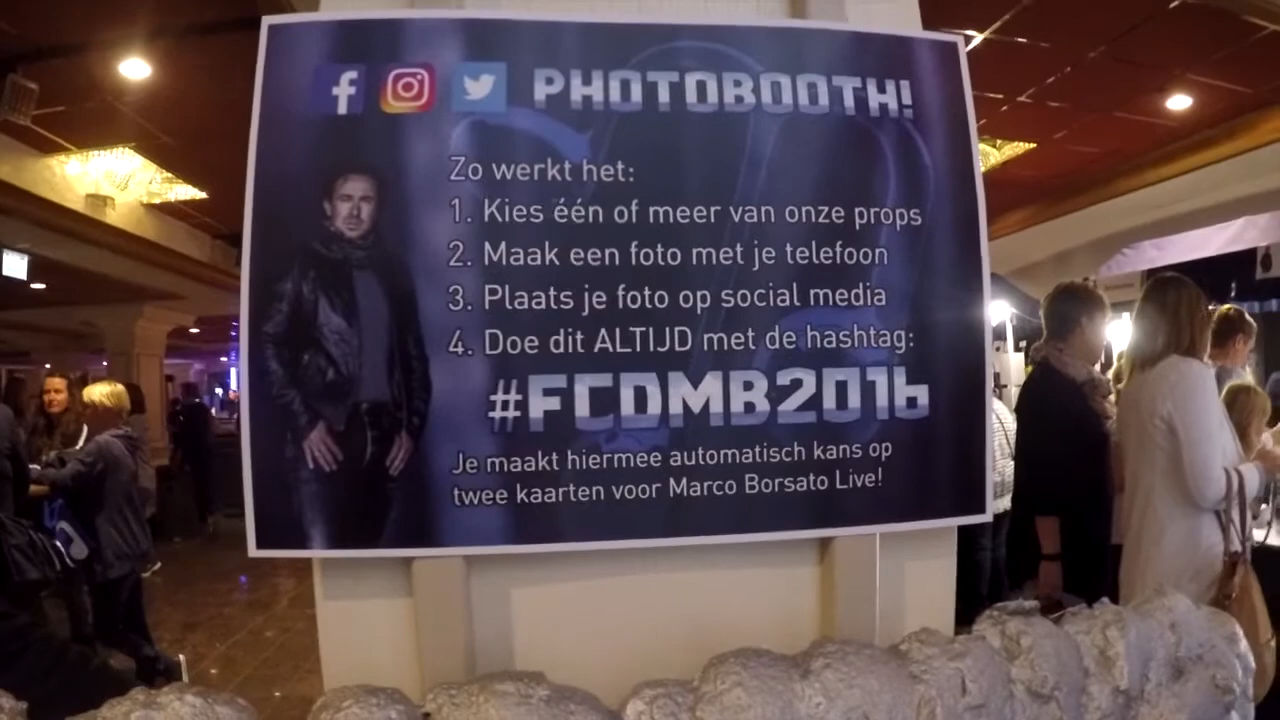 PHOTOBOOTH!
Zo werkt het:
1. Kies één of meer van onze props
2. Maak een foto met je telefoon
3. Plaats je foto op social media
4. Doe dit ALTIJD met de hashtag:
#FCDMB2016
Je maakt hiermee automatisch kans op
twee kaarten voor Marco Borsato Live!